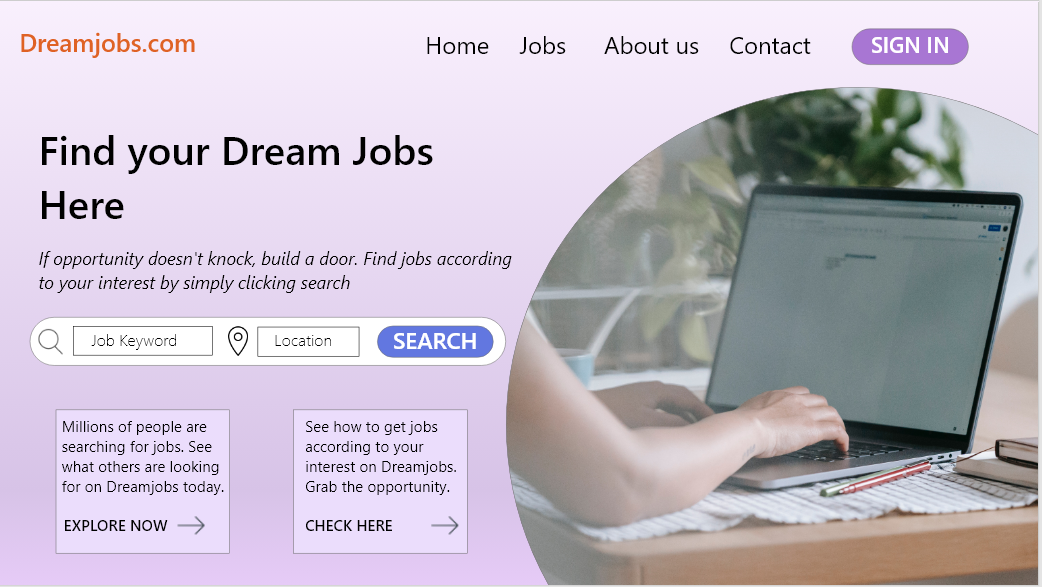 Dreamjobs.com
Home Jobs About us Contact SIGN IN
Find your Dream Jobs
Here
If opportunity doesn't knock, build a door. Find jobs according
to your interest by simply clicking search
Job Keyword Location SEARCH
Millions of people are
searching for jobs. See
what others are looking
for on Dreamjobs today.
EXPLORE NOW
See how to get jobs
according to your
interest on Dreamjobs.
Grab the opportunity.
CHECK HERE